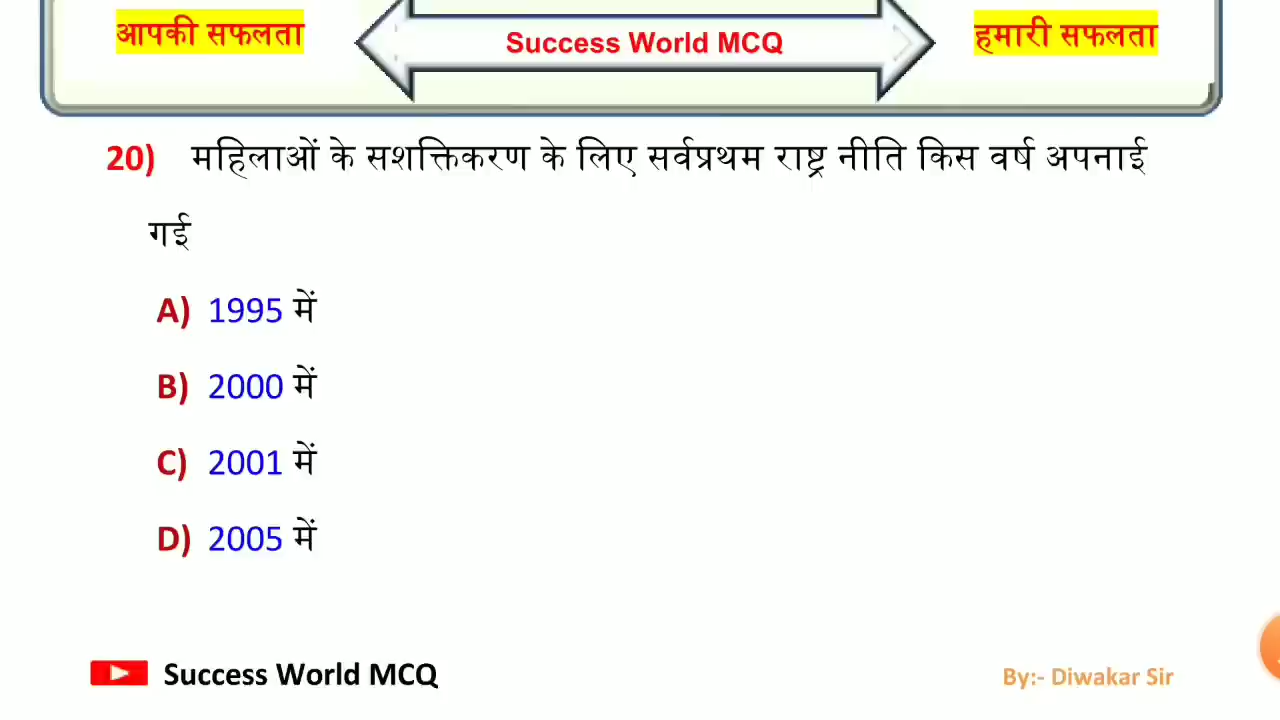 आपकी सफलता
Success World MCQ
हमारी सफलता
20) महिलाओं के सशक्तिकरण के लिए सर्वप्रथम राष्ट्र नीति किस वर्ष अपनाई
गई
A) 1995 में
B) 2000 में
C) 2001 में
D) 2005 में
Success World MCQ
By:- Diwakar Sir